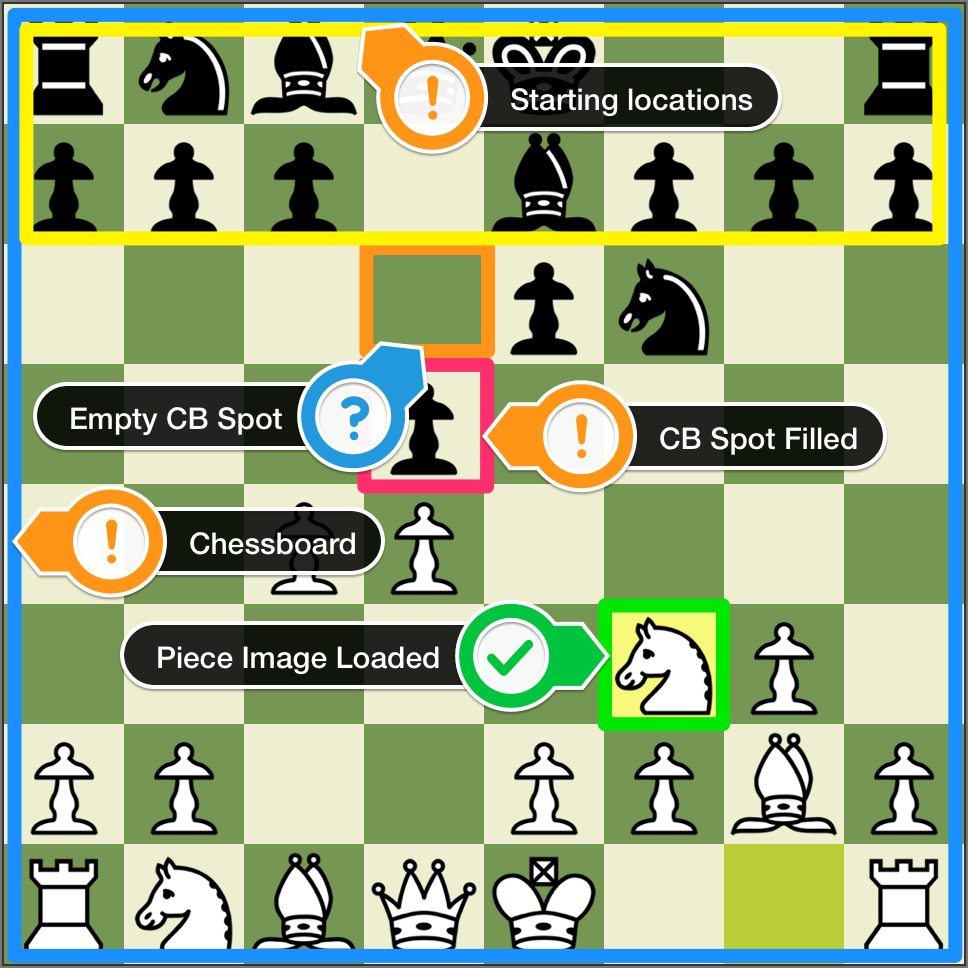 Starting locations
Empty CB Spot
CB Spot Filled
Chessboard
Piece Image Loaded